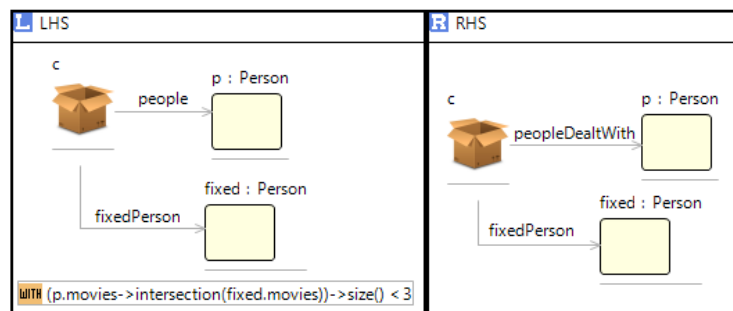 L LHS
c
p : Person
people
fixed : Person
fixedPerson
WITH (p.movies->intersection(fixed.movies))->size() < 3
R RHS
c
p : Person
peopleDealtWith
fixed : Person
fixedPerson